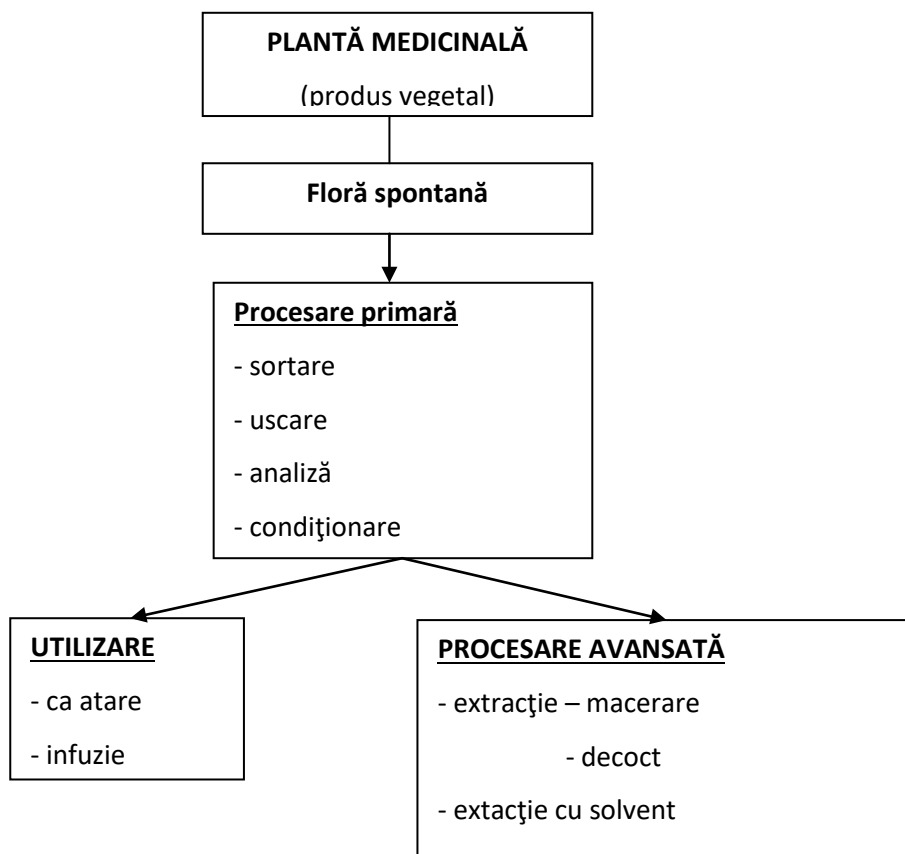 PLANTĂ MEDICINALĂ
(produs vegetal)
Floră spontană
Procesare primară
- sortare
- uscare
- analiză
- condiţionare
UTILIZARE
- ca atare
- infuzie
PROCESARE AVANSATĂ
- extracţie – macerare
- decoct
- extacţie cu solvent